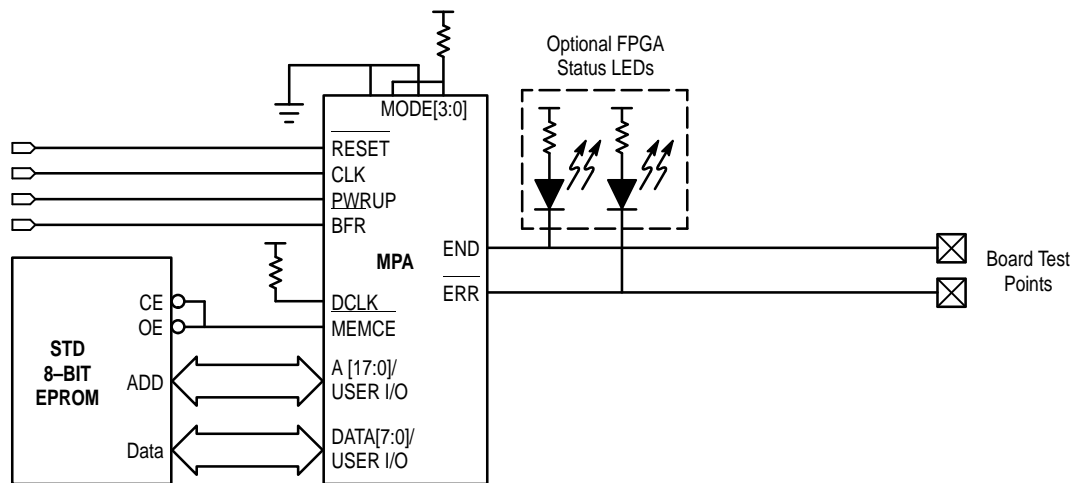 Optional FPGA
Status LEDs
MODE[3:0]
RESET
CLK
PWRUP
BFR
MPA
END
ERR
Board Test
Points
DCLK
MEMCE
CE
OE
STD
8–BIT
EPROM
ADD
A [17:0]/
USER I/O
Data
DATA[7:0]/
USER I/O